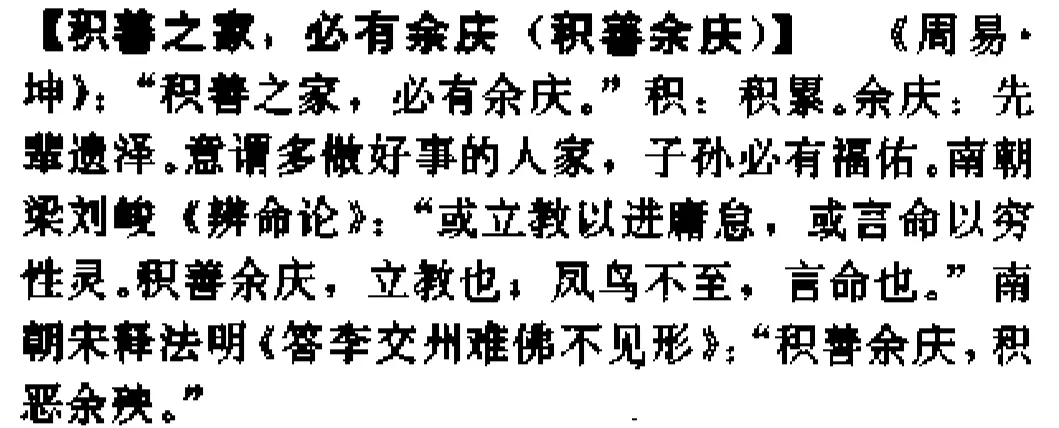 【积善之家，必有余庆（积善余庆）】 《周易·
坤》：“积善之家，必有余庆。”积：积累。余庆：先
辈遗泽。意谓多做好事的人家，子孙必有福佑。南朝
梁刘峻《辨命论》：“或立教以进庸怠，或言命以穷
性灵。积善余庆，立教也；凤鸟不至，言命也。”南
朝宋释法明《答李交州难佛不见形》：“积善余庆，积
恶余殃。”